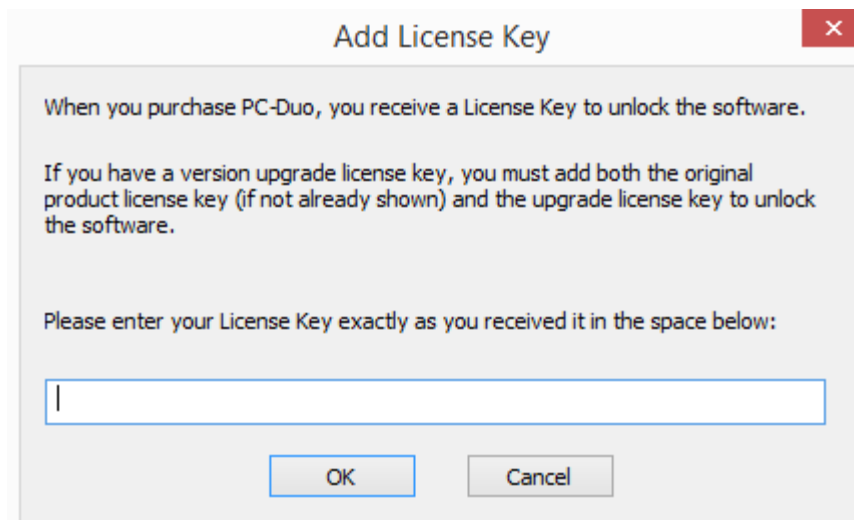 Add License Key
When you purchase PC-Duo, you receive a License Key to unlock the software.
If you have a version upgrade license key, you must add both the original
product license key (if not already shown) and the upgrade license key to unlock
the software.
Please enter your License Key exactly as you received it in the space below:
OK
Cancel